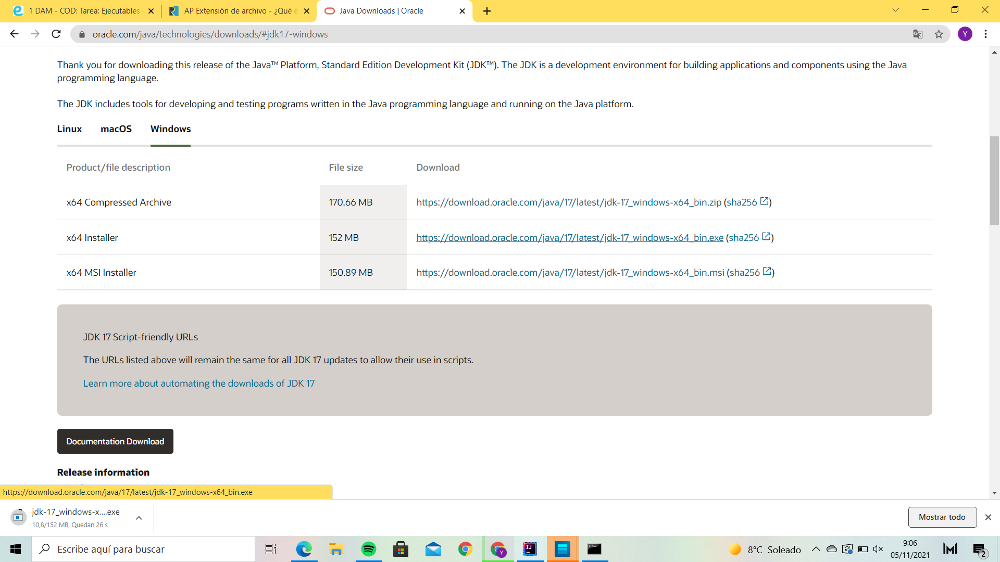 1 DAM - COD: Tarea: Ejecutables
AP Extensión de archivo - ¿Qué e
Java Downloads | Oracle
oracle.com/java/technologies/downloads/#jdk17-windows
Y
Thank you for downloading this release of the Java™ Platform, Standard Edition Development Kit (JDK™). The JDK is a development environment for building applications and components using the Java
programming language.
The JDK includes tools for developing and testing programs written in the Java programming language and running on the Java platform.
Linux macOS Windows
Product/file description File size Download
x64 Compressed Archive 170.66 MB https://download.oracle.com/java/17/latest/jdk-17_windows-x64_bin.zip (sha256)
x64 Installer 152 MB https://download.oracle.com/java/17/latest/jdk-17_windows-x64_bin.exe (sha256)
x64 MSI Installer 150.89 MB https://download.oracle.com/java/17/latest/jdk-17_windows-x64_bin.msi (sha256)
JDK 17 Script-friendly URLs
The URLs listed above will remain the same for all JDK 17 updates to allow their use in scripts.
Learn more about automating the downloads of JDK 17
Documentation Download
Release information
https://download.oracle.com/java/17/latest/jdk-17_windows-x64_bin.exe
jdk-17_windows-x....exe
10,8/152 MB, Quedan 26 s
Mostrar todo
Escribe aquí para buscar
8°C Soleado
9:06
05/11/2021
2